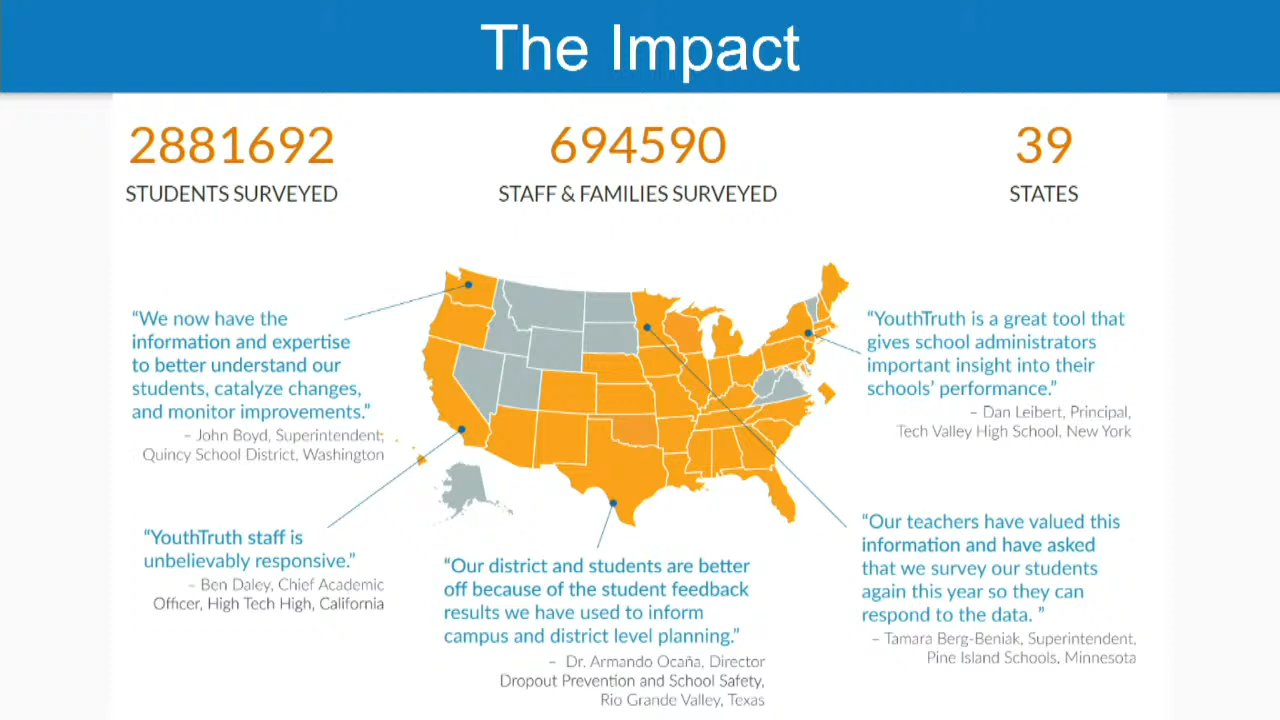 The Impact
2881692
STUDENTS SURVEYED
694590
STAFF & FAMILIES SURVEYED
39
STATES
“We now have the
information and expertise
to better understand our
students, catalyze changes,
and monitor improvements.”
– John Boyd, Superintendent,
Quincy School District, Washington
“YouthTruth is a great tool that
gives school administrators
important insight into their
schools’ performance.”
– Dan Leibert, Principal,
Tech Valley High School, New York
“YouthTruth staff is
unbelievably responsive.”
– Ben Daley, Chief Academic
Officer, High Tech High, California
“Our district and students are better
off because of the student feedback
results we have used to inform
campus and district level planning.”
– Dr. Armando Ocaña, Director
Dropout Prevention and School Safety,
Rio Grande Valley, Texas
“Our teachers have valued this
information and have asked
that we survey our students
again this year so they can
respond to the data. ”
– Tamara Berg-Beniak, Superintendent,
Pine Island Schools, Minnesota